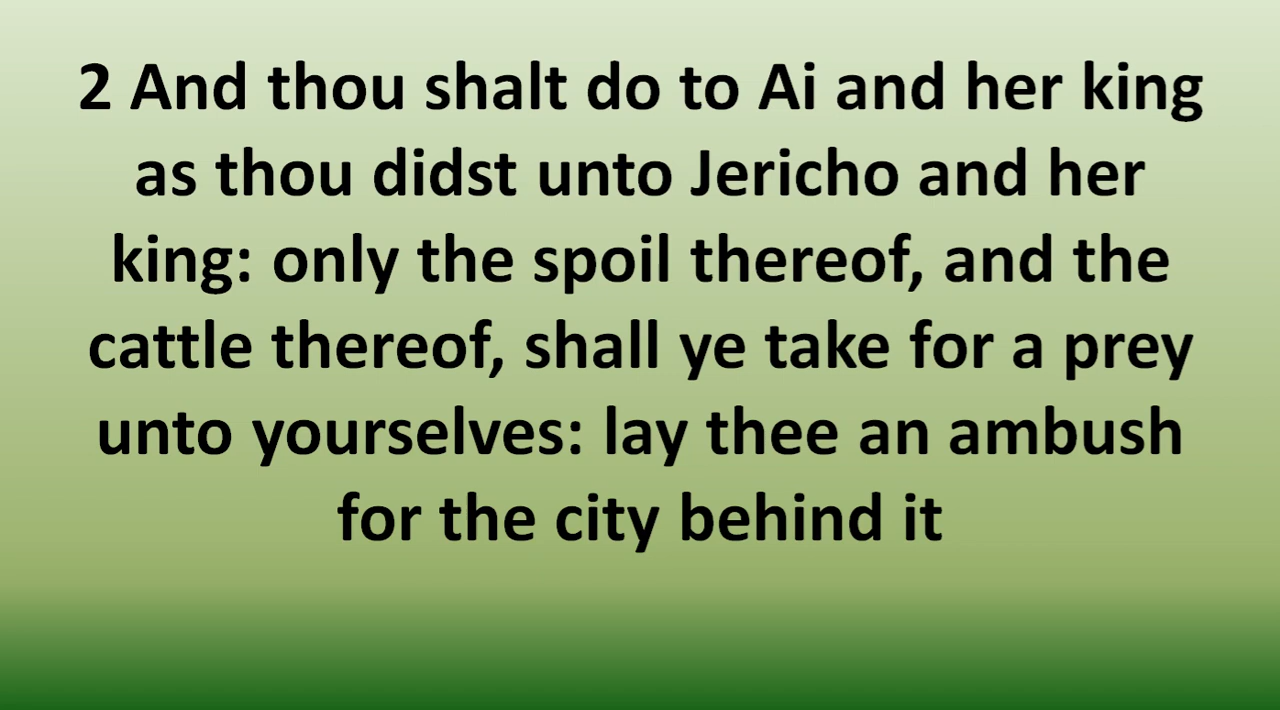 2 And thou shalt do to Ai and her king
as thou didst unto Jericho and her
king: only the spoil thereof, and the
cattle thereof, shall ye take for a prey
unto yourselves: lay thee an ambush
for the city behind it